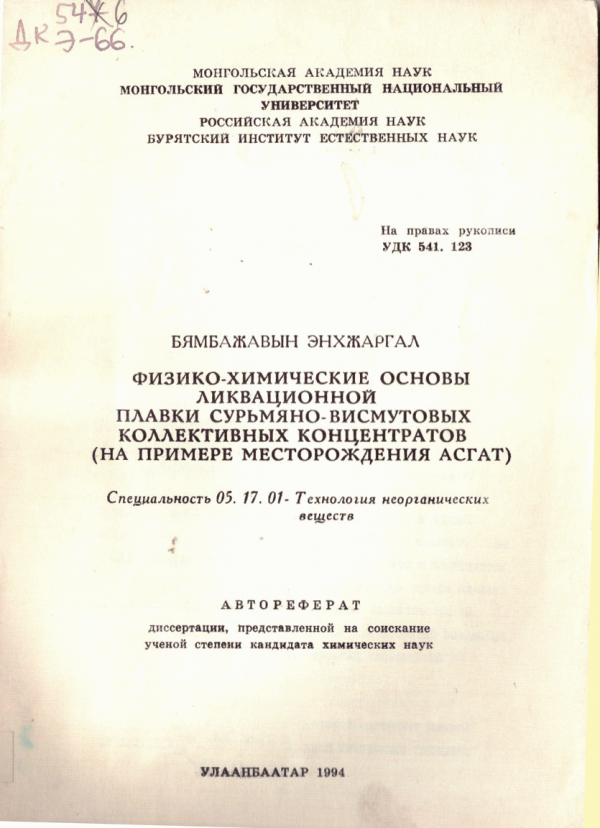 54Ж6
ДК Э-66.
МОНГОЛЬСКАЯ АКАДЕМИЯ НАУК
МОНГОЛЬСКИЙ ГОСУДАРСТВЕННЫЙ НАЦИОНАЛЬНЫЙ
УНИВЕРСИТЕТ
РОССИЙСКАЯ АКАДЕМИЯ НАУК
БУРЯТСКИЙ ИНСТИТУТ ЕСТЕСТВЕННЫХ НАУК
На правах рукописи
УДК 541. 123
БЯМБАЖАВЫН ЭНХЖАРГАЛ
ФИЗИКО-ХИМИЧЕСКИЕ ОСНОВЫ
ЛИКВАЦИОННОЙ
ПЛАВКИ СУРЬМЯНО-ВИСМУТОВЫХ
КОЛЛЕКТИВНЫХ КОНЦЕНТРАТОВ
(НА ПРИМЕРЕ МЕСТОРОЖДЕНИЯ АСГАТ)
Специальность 05. 17. 01- Технология неорганических
веществ
АВТОРЕФЕРАТ
диссертации, представленной на соискание
ученой степени кандидата химических наук
УЛААНБААТАР 1994